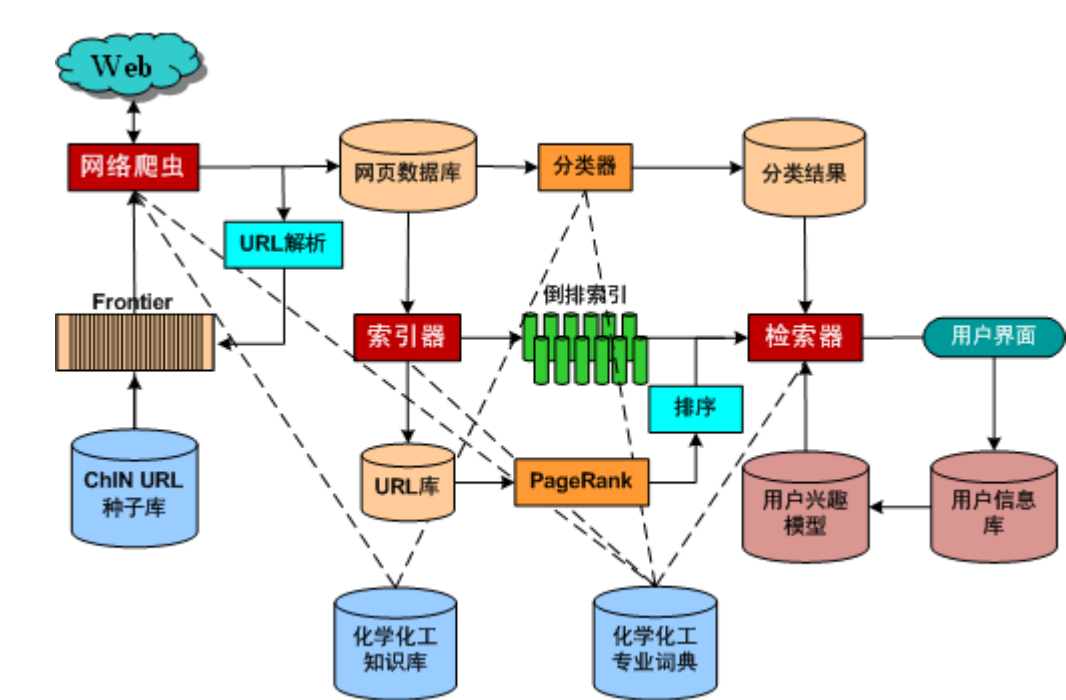 Web
网络爬虫
网页数据库
分类器
分类结果
URL解析
Frontier
倒排索引
索引器
检索器
用户界面
排序
ChIN URL
种子库
URL库
PageRank
用户兴趣
模型
用户信息
库
化学化工
知识库
化学化工
专业词典